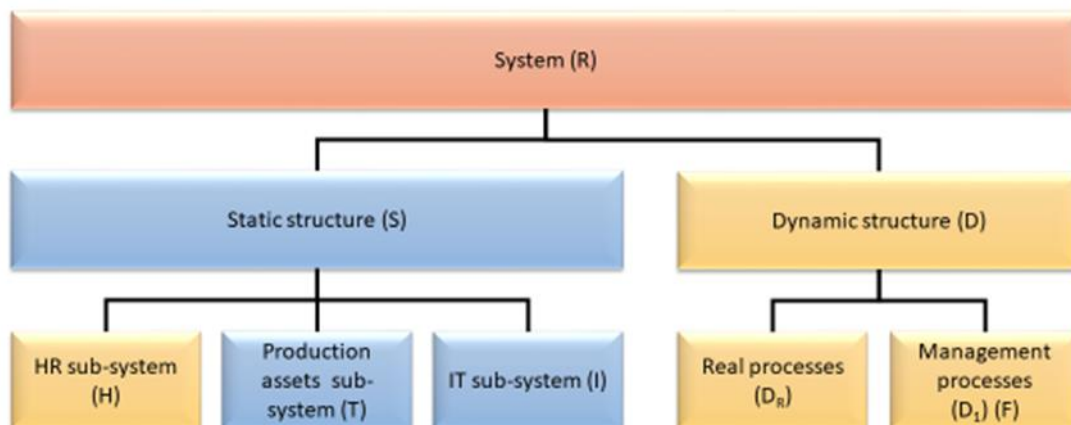 System (R)
Static structure (S)
Dynamic structure (D)
HR sub-system
(H)
Production
assets sub-
system (T)
IT sub-system (I)
Real processes
(D_R)
Management
processes
(D_1) (F)